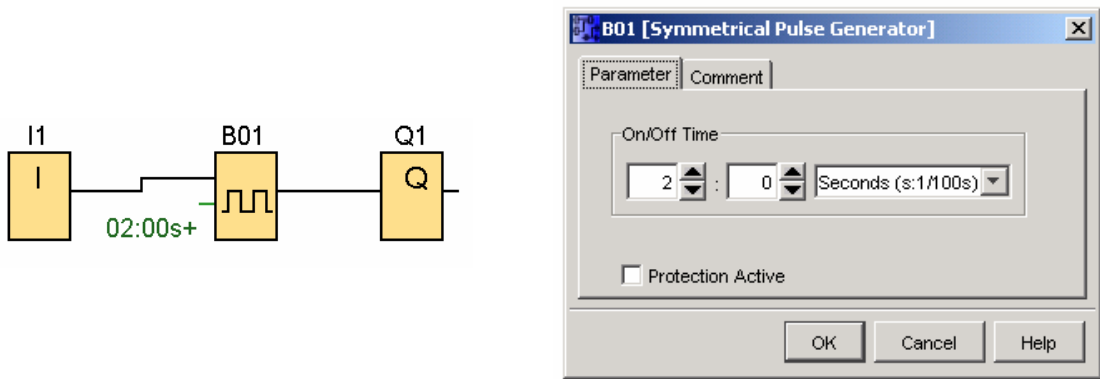 I1
B01
Q1
I
Q
02:00s+
B01 [Symmetrical Pulse Generator]
Parameter
Comment
On/Off Time
2 : 0 Seconds (s:1/100s)
Protection Active
OK Cancel Help